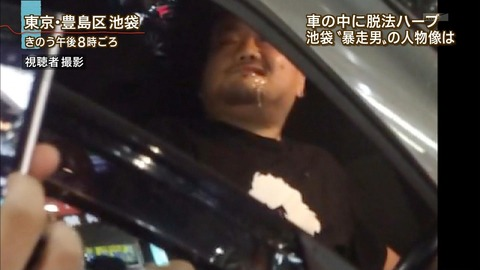 東京・豊島区池袋
きのう午後8時ごろ
視聴者撮影
車の中に脱法ハーブ
池袋〝暴走男〟の人物像は